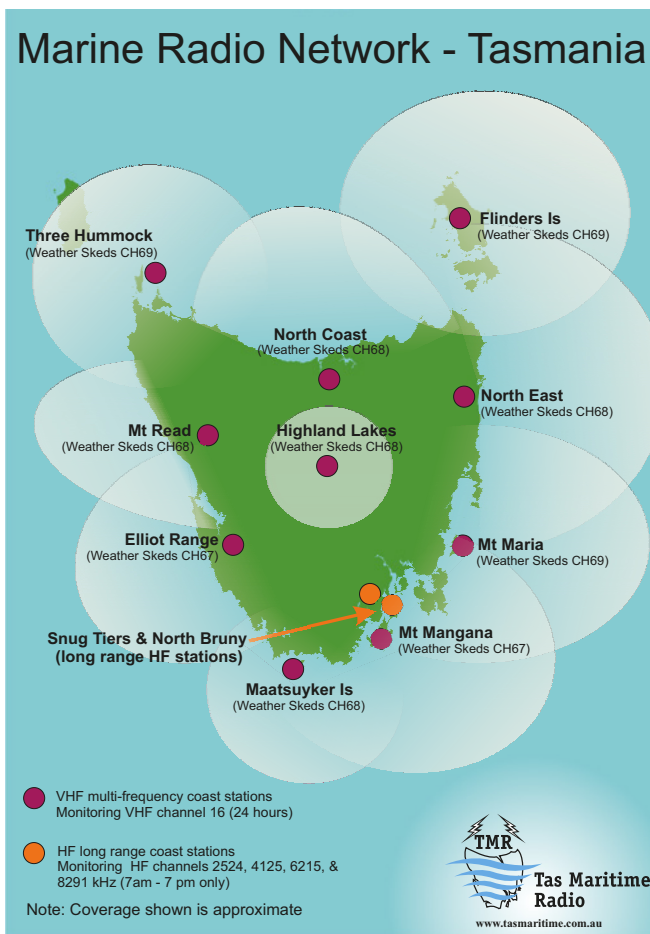 Marine Radio Network - Tasmania
Flinders Is
(Weather Skeds CH69)
Three Hummock
(Weather Skeds CH69)
North Coast
(Weather Skeds CH68)
North East
(Weather Skeds CH68)
Mt Read
(Weather Skeds CH68)
Highland Lakes
(Weather Skeds CH68)
Elliot Range
(Weather Skeds CH67)
Mt Maria
(Weather Skeds CH69)
Snug Tiers & North Bruny
(long range HF stations)
Mt Mangana
(Weather Skeds CH67)
Maatsuyker Is
(Weather Skeds CH68)
VHF multi-frequency coast stations
Monitoring VHF channel 16 (24 hours)
HF long range coast stations
Monitoring HF channels 2524, 4125, 6215, &
8291 kHz (7am - 7 pm only)
Note: Coverage shown is approximate
TMR
Tas Maritime
Radio
www.tasmaritime.com.au